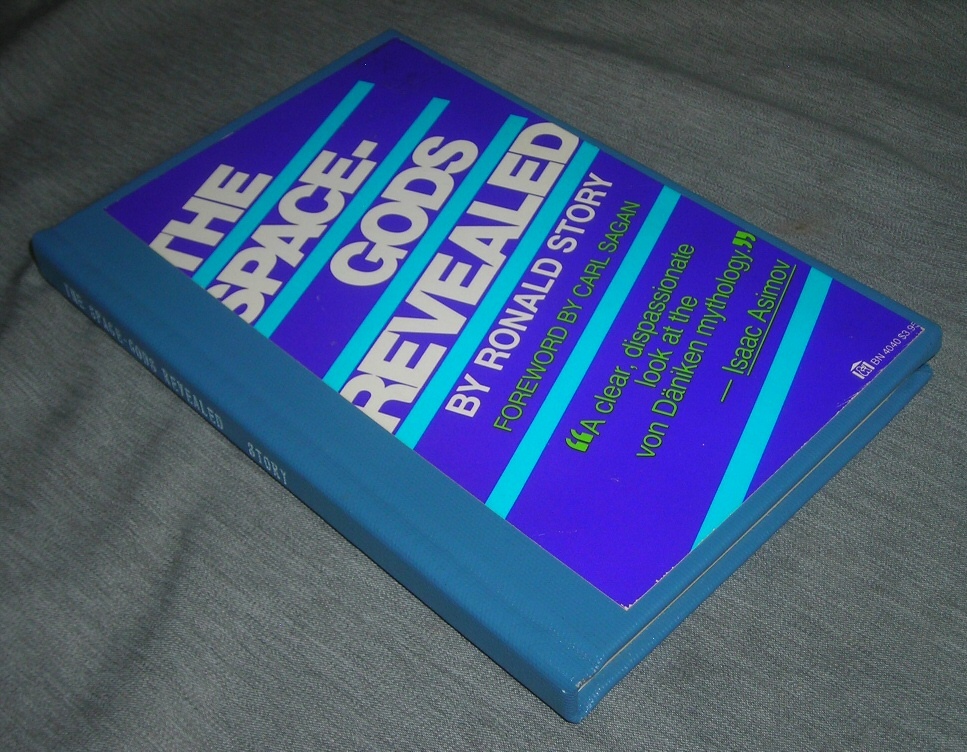 THE
SPACE-
GODS
REVEALED
BY RONALD STORY
FOREWORD BY CARL SAGAN
“A clear, dispassionate
look at the
von Däniken mythology”
— Isaac Asimov
B&N BN 4040 $3.95
THE SPACE-GODS REVEALED STORY